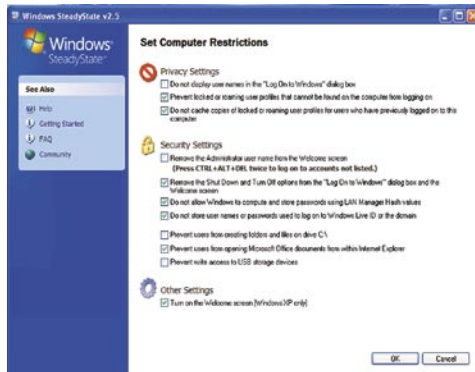 Windows SteadyState v2.5
Windows
SteadyState
See Also
Help
Getting Started
FAQ
Community
Set Computer Restrictions
Privacy Settings
Do not display user names in the "Log On to Windows" dialog box
Prevent locked or roaming user profiles that cannot be found on the computer from logging on
Do not cache copies of locked or roaming user profiles for users who have previously logged on to this
computer
Security Settings
Remove the Administrator user name from the Welcome screen
(Press CTRL+ALT+DEL twice to log on to accounts not listed.)
Remove the Shut Down and Turn Off options from the "Log On to Windows" dialog box and the
Welcome screen
Do not allow Windows to compute and store passwords using LAN Manager Hash values
Do not store user names or passwords used to log on to Windows Live ID or the domain
Prevent users from creating folders and files on drive C:\
Prevent users from opening Microsoft Office documents from within Internet Explorer
Prevent write access to USB storage devices
Other Settings
Turn on the Welcome screen (Windows XP only)
OK Cancel